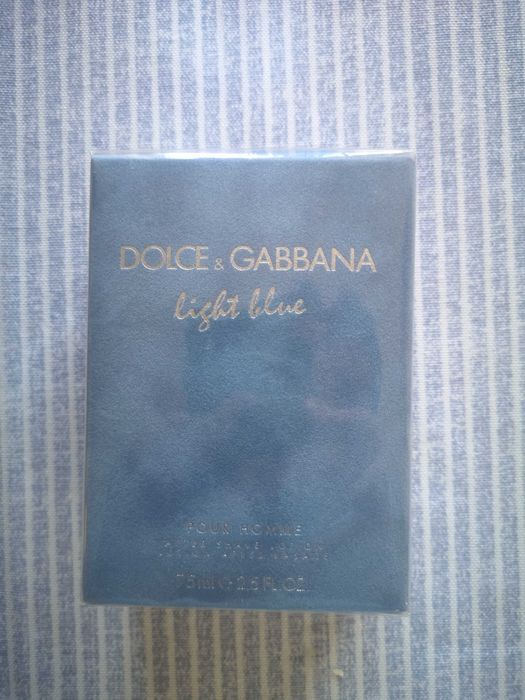 DOLCE & GABBANA
light blue
POUR HOMME
75ml℮2.5 FL.OZ.